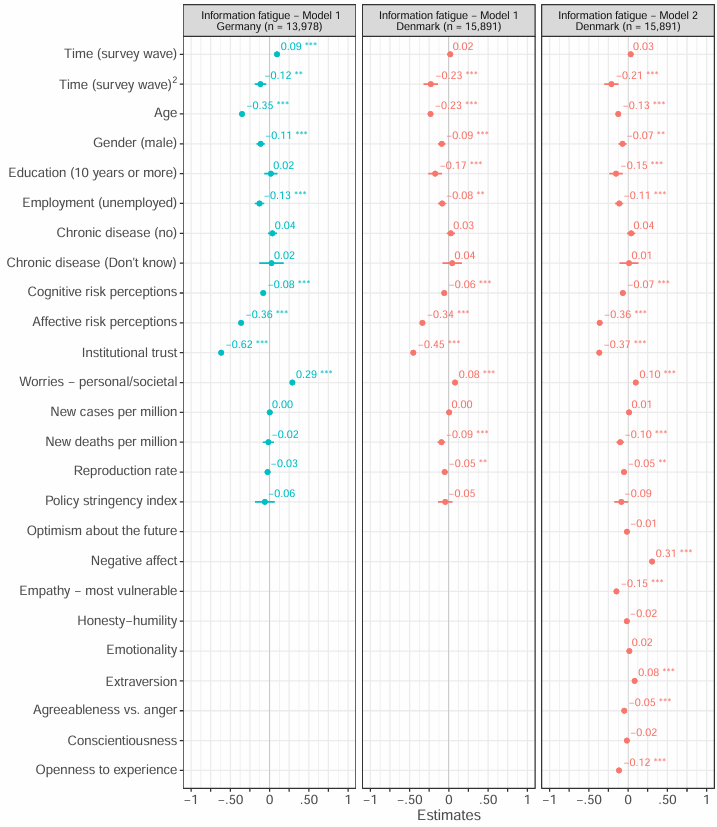 Information fatigue – Model 1
Germany (n = 13,978)
Information fatigue – Model 1
Denmark (n = 15,891)
Information fatigue – Model 2
Denmark (n = 15,891)
Time (survey wave) 0.09 *** 0.02 0.03
Time (survey wave)² –0.12 ** –0.23 *** –0.21 ***
Age –0.35 *** –0.23 *** –0.13 ***
Gender (male) –0.11 *** –0.09 *** –0.07 **
Education (10 years or more) 0.02 –0.17 *** –0.15 ***
Employment (unemployed) –0.13 *** –0.08 ** –0.11 ***
Chronic disease (no) 0.04 0.03 0.04
Chronic disease (Don't know) 0.02 0.04 0.01
Cognitive risk perceptions –0.08 *** –0.06 *** –0.07 ***
Affective risk perceptions –0.36 *** –0.34 *** –0.36 ***
Institutional trust –0.62 *** –0.45 *** –0.37 ***
Worries – personal/societal 0.29 *** 0.08 *** 0.10 ***
New cases per million 0.00 0.00 0.01
New deaths per million –0.02 –0.09 *** –0.10 ***
Reproduction rate –0.03 –0.05 ** –0.05 **
Policy stringency index –0.06 –0.05 –0.09
Optimism about the future –0.01
Negative affect 0.31 ***
Empathy – most vulnerable –0.15 ***
Honesty–humility –0.02
Emotionality 0.02
Extraversion 0.08 ***
Agreeableness vs. anger –0.05 ***
Conscientiousness –0.02
Openness to experience –0.12 ***
–1 –.50 0 .50 1 –1 –.50 0 .50 1 –1 –.50 0 .50 1
Estimates